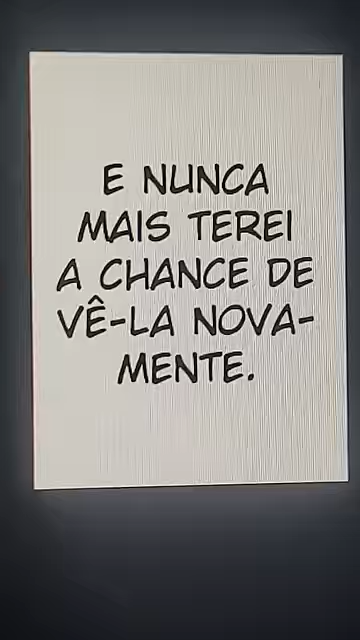 E NUNCA
MAIS TEREI
A CHANCE DE
VÊ-LA NOVA-
MENTE.